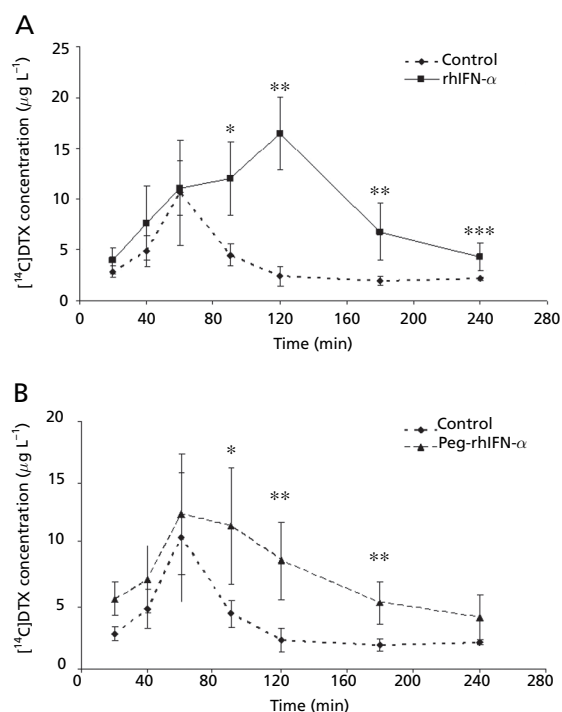 A
25
20
15
10
5
0
[¹⁴C]DTX concentration (µg L⁻¹)
Control
rhIFN-α
*
**
**
***
0 40 80 120 160 200 240 280
Time (min)
B
20
15
10
5
0
[¹⁴C]DTX concentration (µg L⁻¹)
Control
Peg-rhIFN-α
*
**
**
0 40 80 120 160 200 240 280
Time (min)